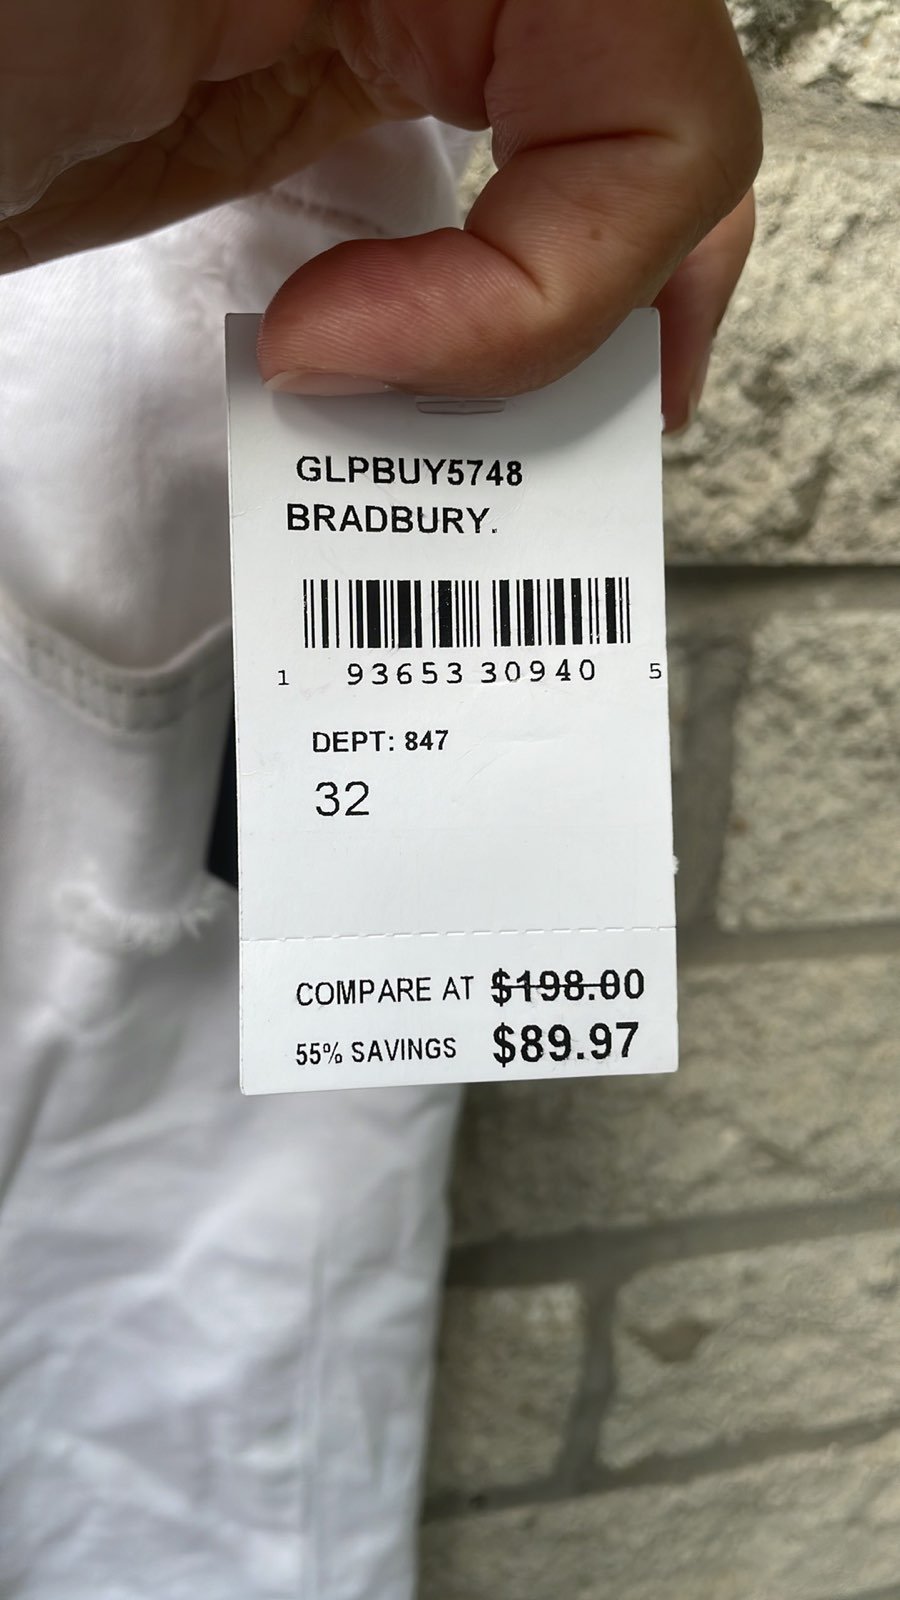 GLPBUY5748
BRADBURY.
1 93653 30940 5
DEPT: 847
32
COMPARE AT $198.00
55% SAVINGS $89.97